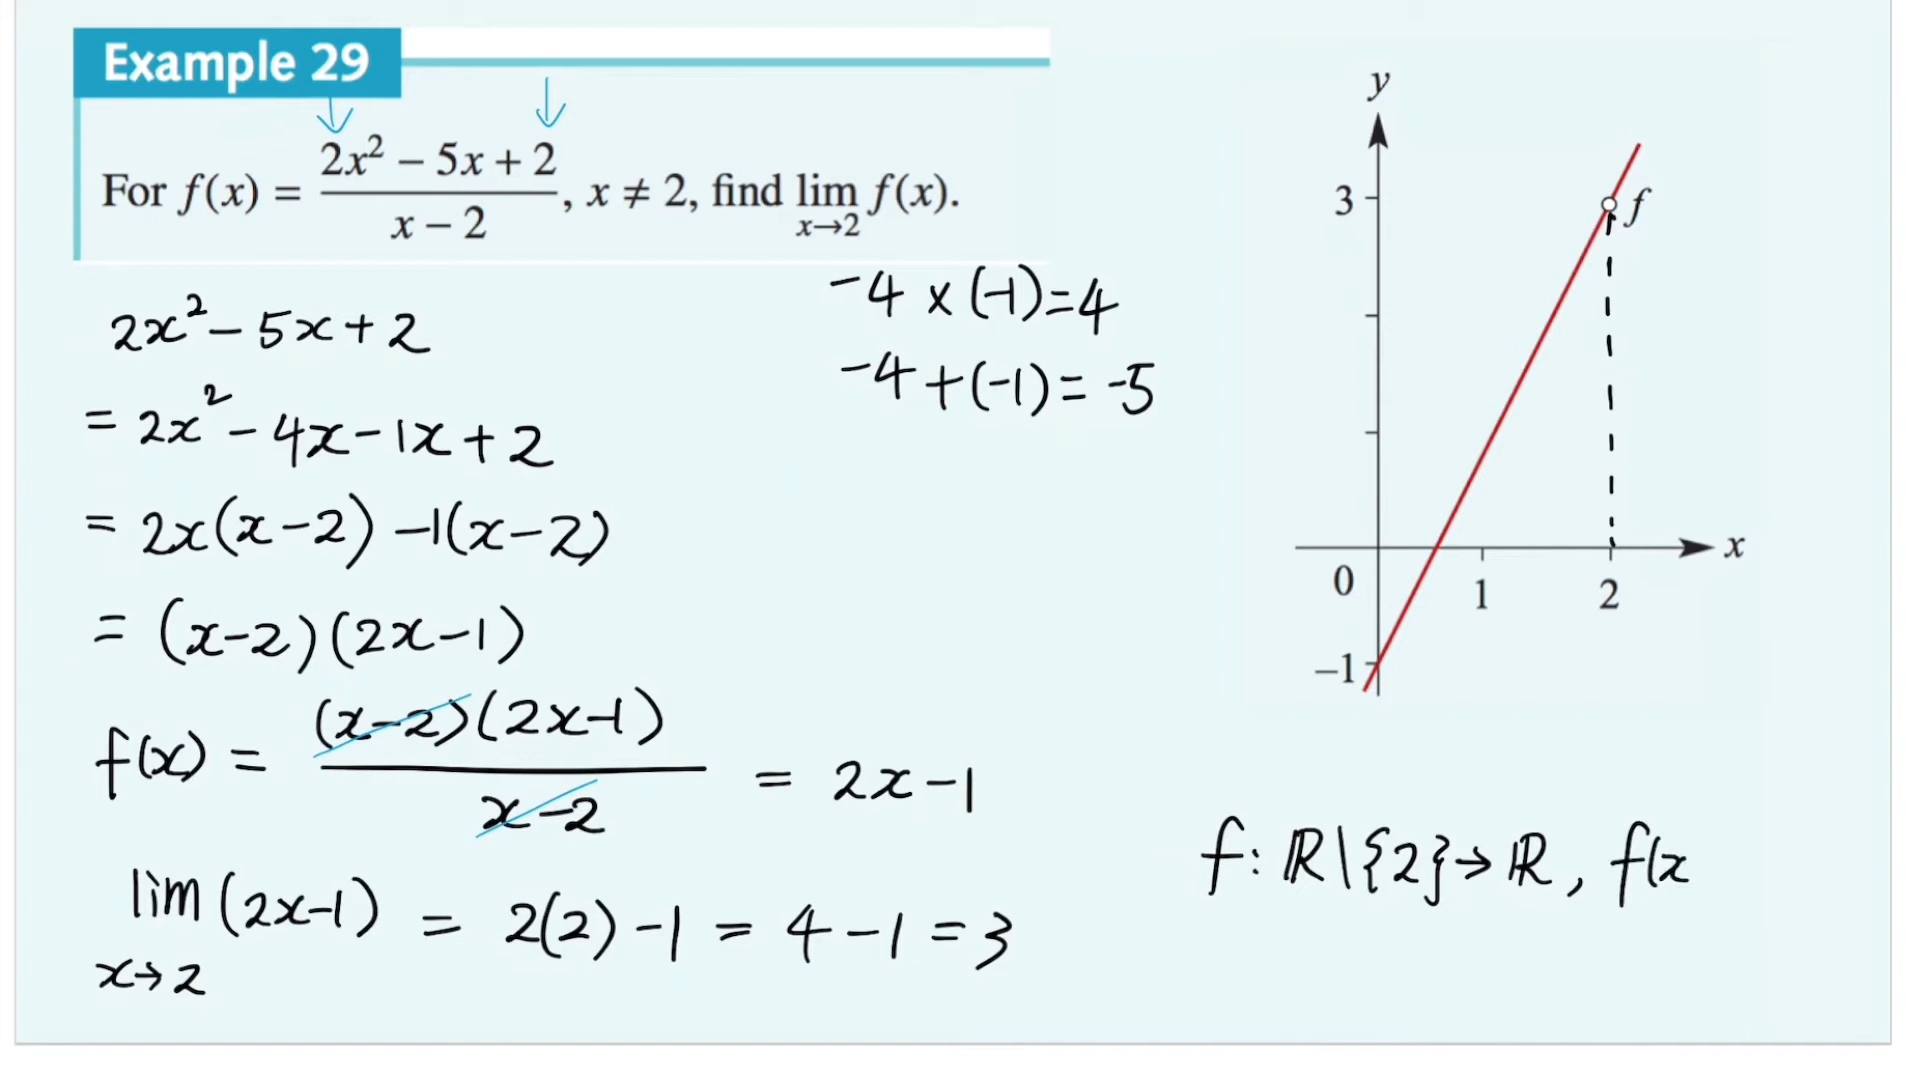 Example 29
For f(x) = (2x² − 5x + 2)/(x − 2), x ≠ 2, find lim x→2 f(x).
2x² − 5x + 2
= 2x² − 4x − 1x + 2
= 2x(x−2) −1(x−2)
= (x−2)(2x−1)
f(x) = (x−2)(2x−1)/(x−2) = 2x−1
lim x→2 (2x−1) = 2(2) −1 = 4 −1 = 3
-4 × (-1) = 4
-4 + (-1) = -5
y
3
f
x
0
1
2
−1
f: ℝ\{2}→ℝ, f(x